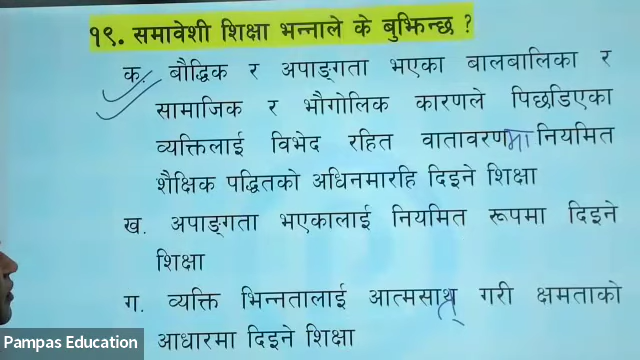 १९. समावेशी शिक्षा भन्नाले के बुझिन्छ ?
क. बौद्धिक र अपाङ्गता भएका बालबालिका र
सामाजिक र भौगोलिक कारणले पिछडिएका
व्यक्तिलाई विभेद रहित वातावरणमा नियमित
शैक्षिक पद्धितको अधिनमारहि दिइने शिक्षा
ख. अपाङ्गता भएकालाई नियमित रूपमा दिइने
शिक्षा
ग. व्यक्ति भिन्नतालाई आत्मसाथ् गरी क्षमताको
आधारमा दिइने शिक्षा
Pampas Education